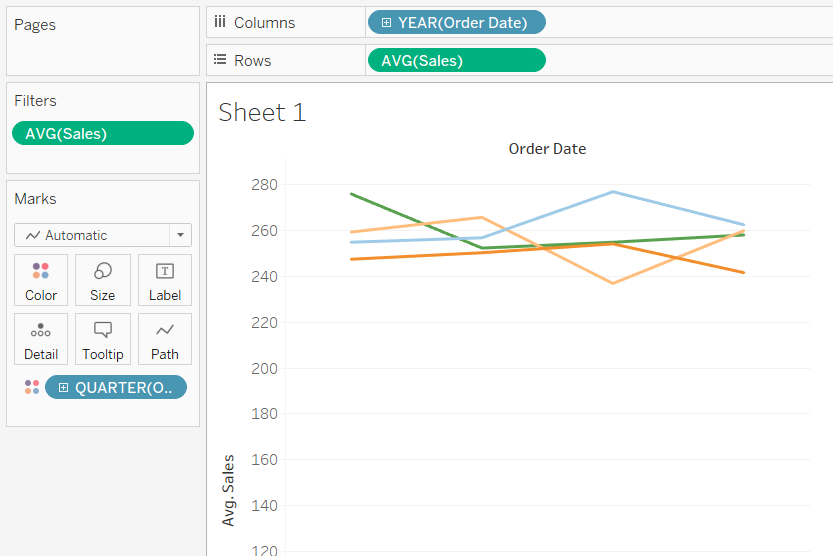 Pages
Columns
YEAR(Order Date)
Rows
AVG(Sales)
Filters
AVG(Sales)
Marks
Automatic
Color
Size
T
Label
Detail
Tooltip
Path
QUARTER(O..
Sheet 1
Order Date
280
260
240
220
200
180
160
140
120
Avg. Sales